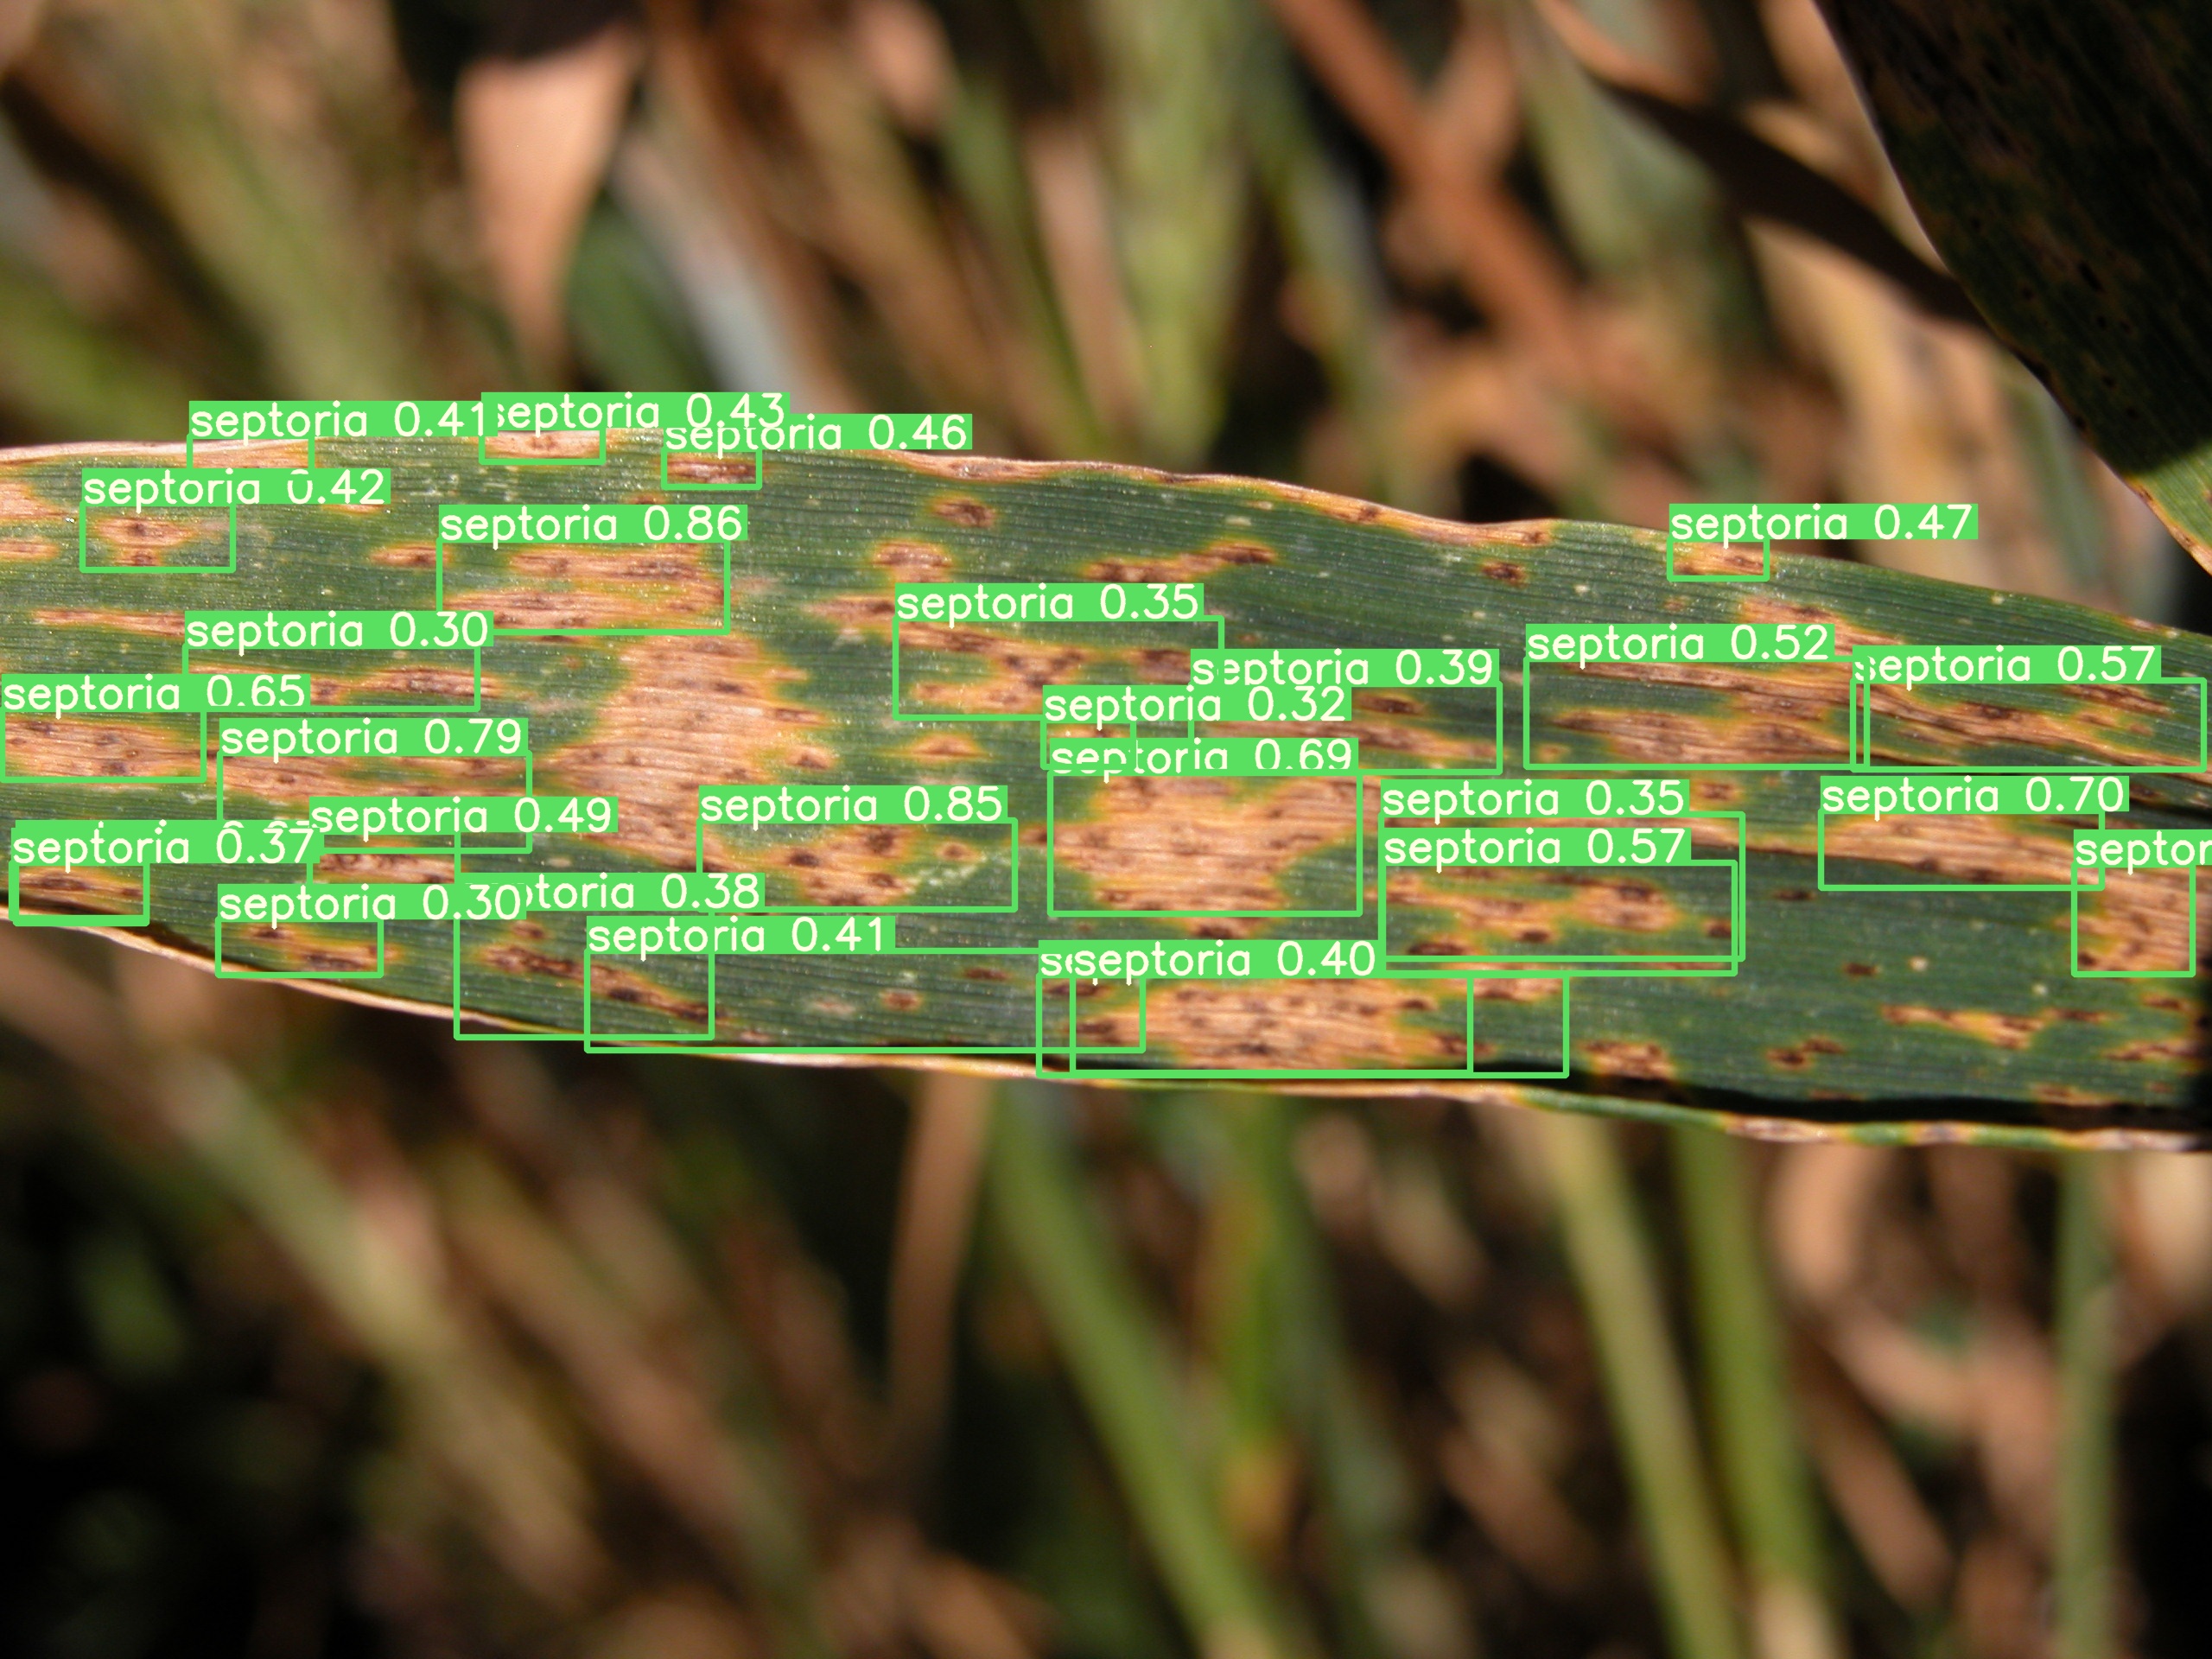 septoria 0.41
septoria 0.43
septoria 0.46
septoria 0.42
septoria 0.86
septoria 0.47
septoria 0.35
septoria 0.30
septoria 0.52
septoria 0.57
septoria 0.39
septoria 0.65
septoria 0.32
septoria 0.79
septoria 0.69
septoria 0.49
septoria 0.85
septoria 0.35
septoria 0.70
septoria 0.37
septoria 0.57
septor
septoria 0.30
otoria 0.38
septoria 0.41
septoria 0.40